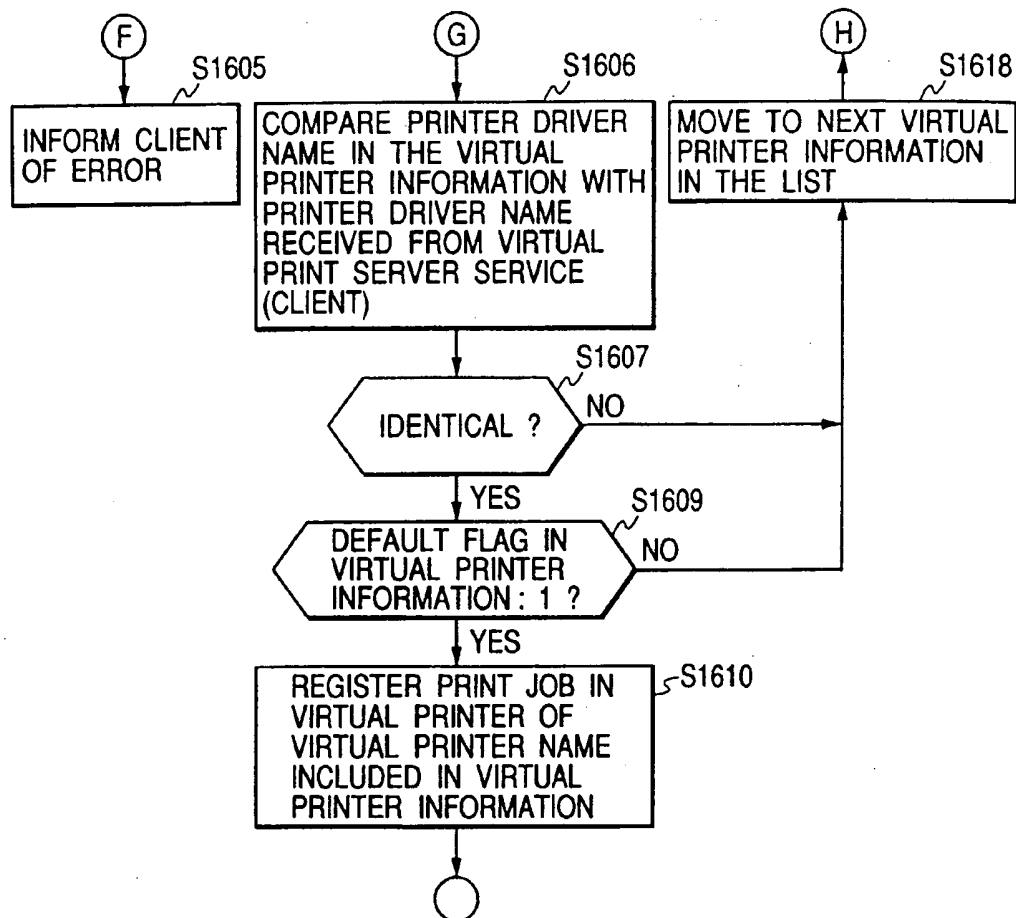 F
S1605
INFORM CLIENT
OF ERROR
G
S1606
COMPARE PRINTER DRIVER
NAME IN THE VIRTUAL
PRINTER INFORMATION WITH
PRINTER DRIVER NAME
RECEIVED FROM VIRTUAL
PRINT SERVER SERVICE
(CLIENT)
H
S1618
MOVE TO NEXT VIRTUAL
PRINTER INFORMATION
IN THE LIST
S1607
IDENTICAL ?
NO
YES
S1609
DEFAULT FLAG IN
VIRTUAL PRINTER
INFORMATION : 1 ?
NO
YES
S1610
REGISTER PRINT JOB IN
VIRTUAL PRINTER OF
VIRTUAL PRINTER NAME
INCLUDED IN VIRTUAL
PRINTER INFORMATION